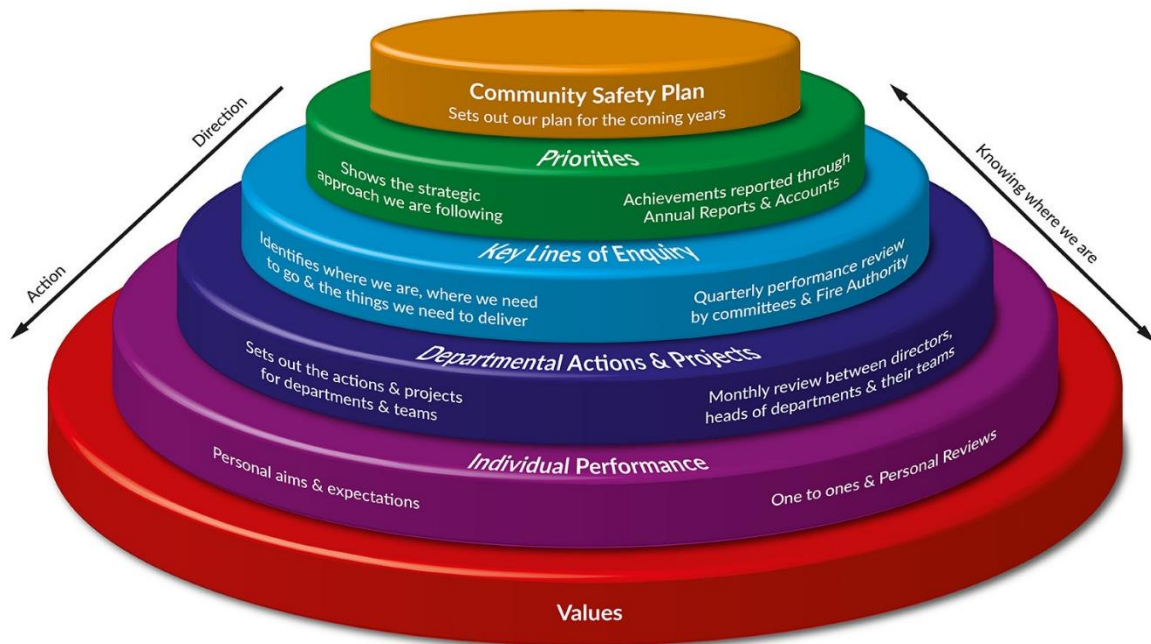 Community Safety Plan
Sets out our plan for the coming years
Direction
Action
Knowing where we are
Priorities
Shows the strategic
approach we are following
Achievements reported through
Annual Reports & Accounts
Key Lines of Enquiry
Identifies where we are, where we need
to go & the things we need to deliver
Quarterly performance review
by committees & Fire Authority
Departmental Actions & Projects
Sets out the actions & projects
for departments & teams
Monthly review between directors,
heads of departments & their teams
Individual Performance
Personal aims & expectations
One to ones & Personal Reviews
Values